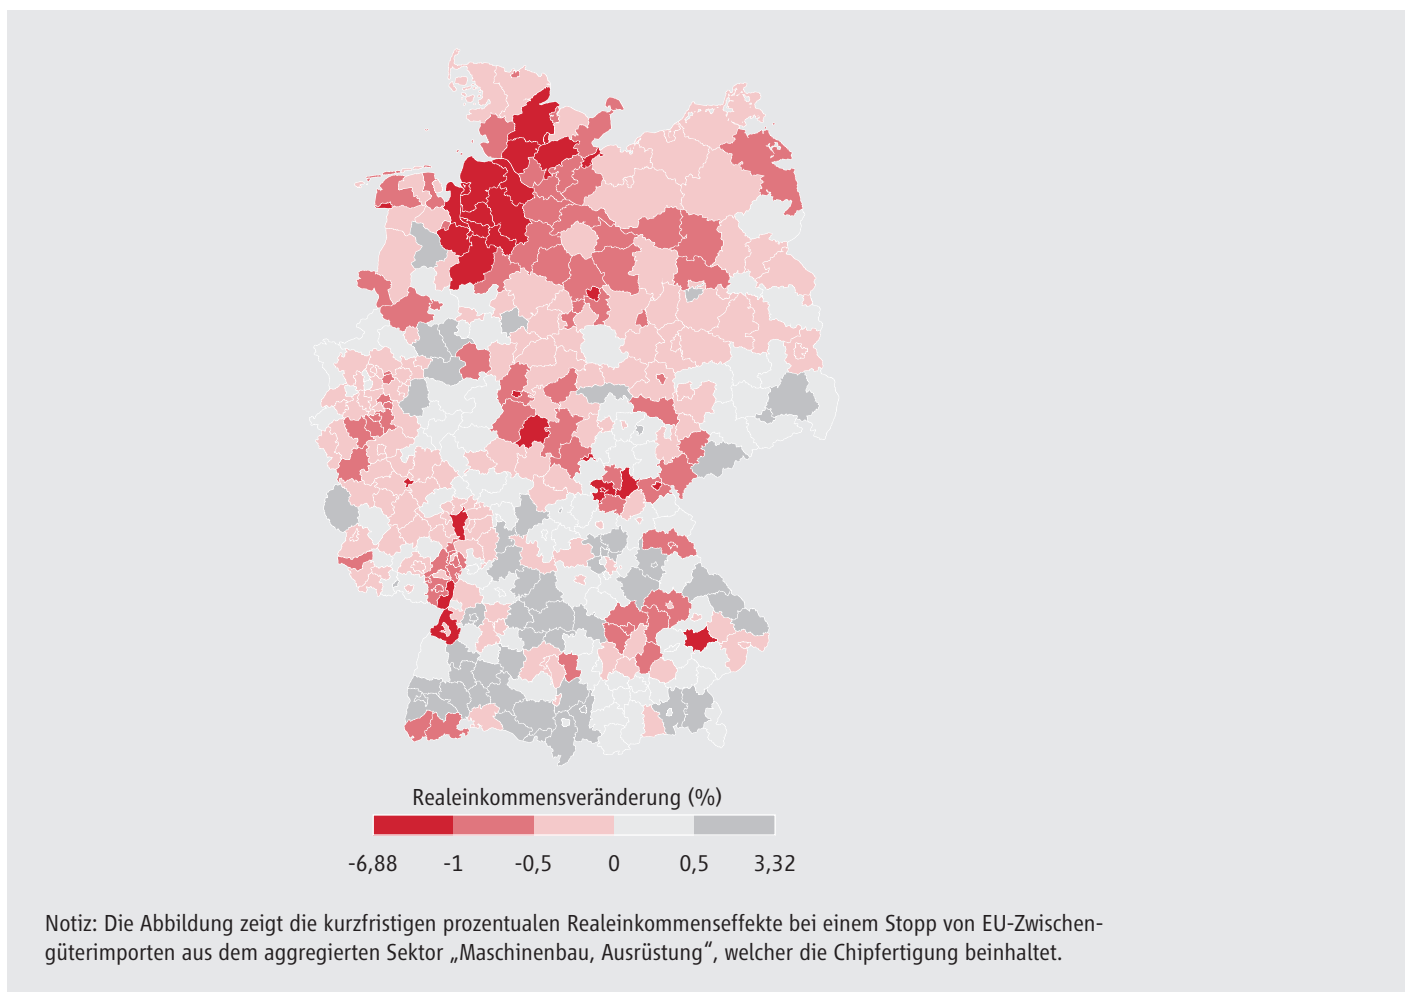 Realeinkommensveränderung (%)
-6,88 -1 -0,5 0 0,5 3,32
Notiz: Die Abbildung zeigt die kurzfristigen prozentualen Realeinkommenseffekte bei einem Stopp von EU-Zwischen-
güterimporten aus dem aggregierten Sektor „Maschinenbau, Ausrüstung“, welcher die Chipfertigung beinhaltet.